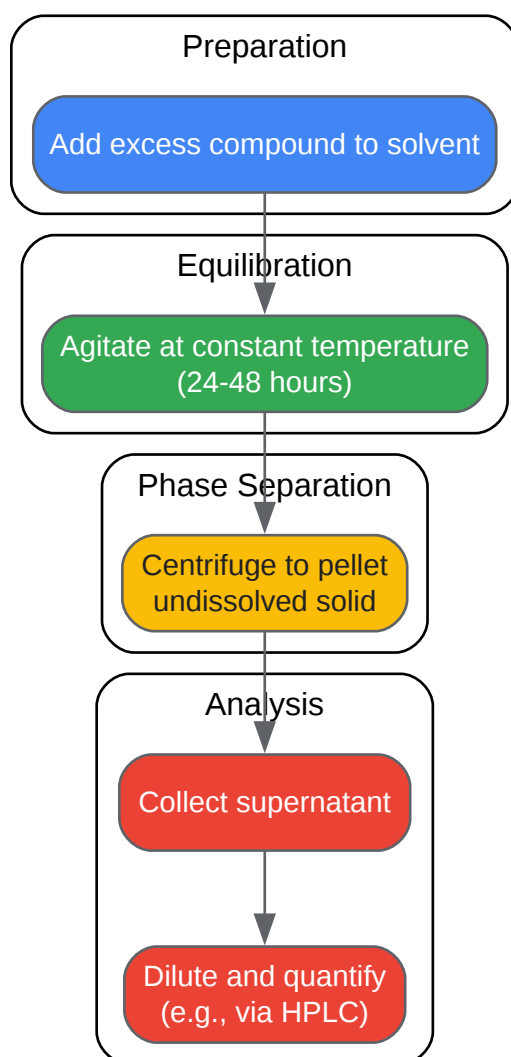 Preparation
Add excess compound to solvent
Equilibration
Agitate at constant temperature
(24-48 hours)
Phase Separation
Centrifuge to pellet
undissolved solid
Analysis
Collect supernatant
Dilute and quantify
(e.g., via HPLC)